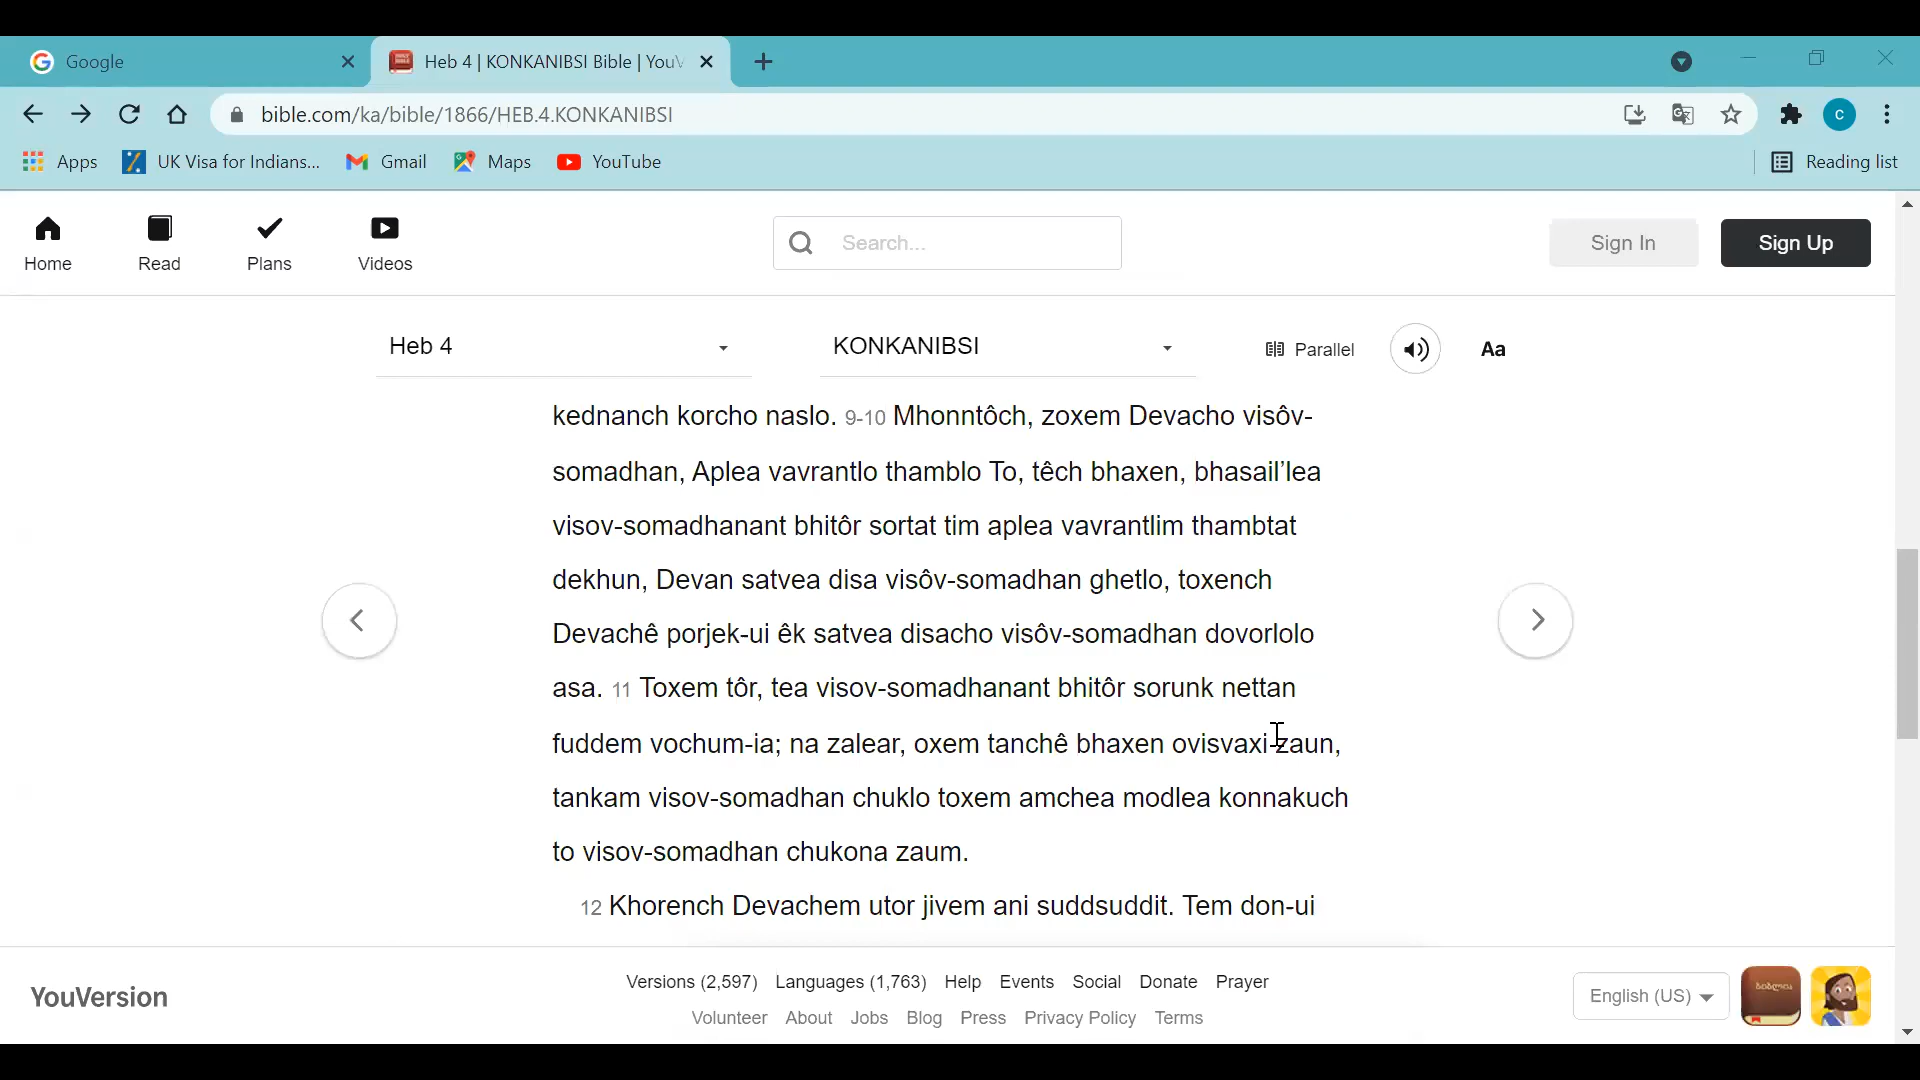 Google
Heb 4 | KONKANIBSI Bible | YouV
bible.com/ka/bible/1866/HEB.4.KONKANIBSI
c
Apps
UK Visa for Indians...
Gmail
Maps
YouTube
Reading list
Home
Read
Plans
Videos
Search...
Sign In
Sign Up
Heb 4
KONKANIBSI
Parallel
Aa
kednanch korcho naslo. 9-10 Mhonntôch, zoxem Devacho visôv-
somadhan, Aplea vavrantlo thamblo To, têch bhaxen, bhasail’lea
visov-somadhanant bhitôr sortat tim aplea vavrantlim thambtat
dekhun, Devan satvea disa visôv-somadhan ghetlo, toxench
Devachê porjek-ui êk satvea disacho visôv-somadhan dovorlolo
asa. 11 Toxem tôr, tea visov-somadhanant bhitôr sorunk nettan
fuddem vochum-ia; na zalear, oxem tanchê bhaxen ovisvaxi zaun,
tankam visov-somadhan chuklo toxem amchea modlea konnakuch
to visov-somadhan chukona zaum.
12 Khorench Devachem utor jivem ani suddsuddit. Tem don-ui
YouVersion
Versions (2,597) Languages (1,763) Help Events Social Donate Prayer
Volunteer About Jobs Blog Press Privacy Policy Terms
English (US)
ბიბლია